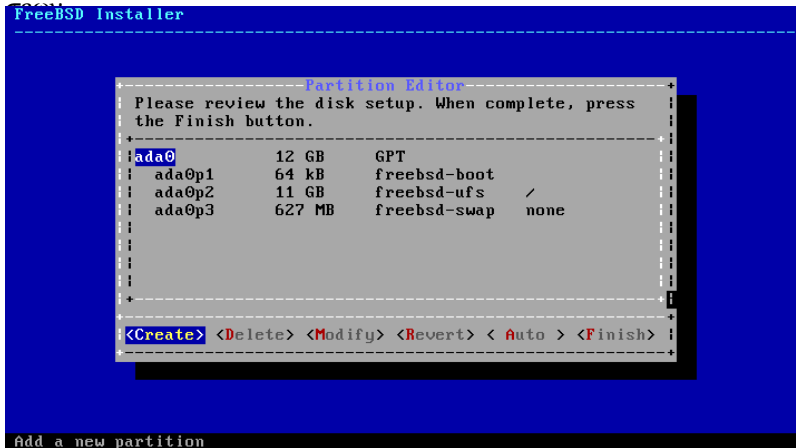 FreeBSD Installer
Partition Editor
Please review the disk setup. When complete, press
the Finish button.
ada0 12 GB GPT
ada0p1 64 kB freebsd-boot
ada0p2 11 GB freebsd-ufs /
ada0p3 627 MB freebsd-swap none
<Create> <Delete> <Modify> <Revert> < Auto > <Finish>
Add a new partition